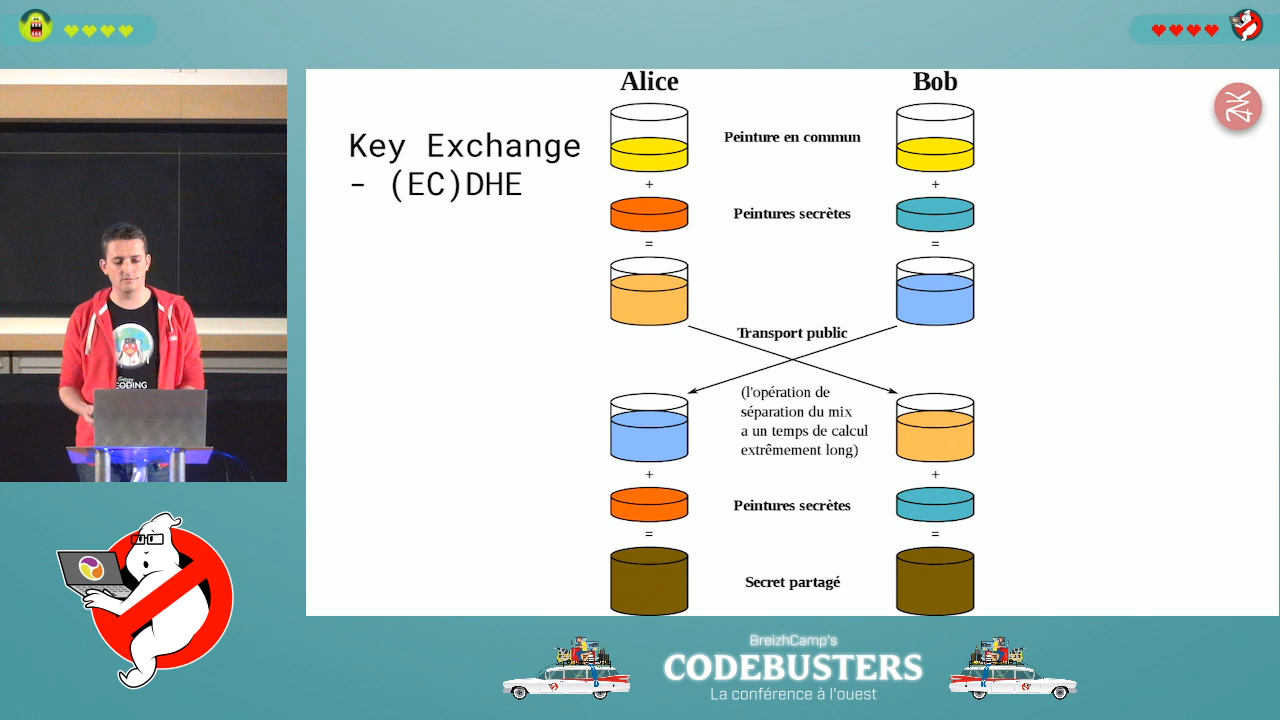 Alice
Bob
Key Exchange
- (EC)DHE
Peinture en commun
+
+
Peintures secrètes
=
=
Transport public
(l'opération de
séparation du mix
a un temps de calcul
extrêmement long)
+
+
Peintures secrètes
=
=
Secret partagé
CODING
BreizhCamp's
CODEBUSTERS
La conférence à l'ouest